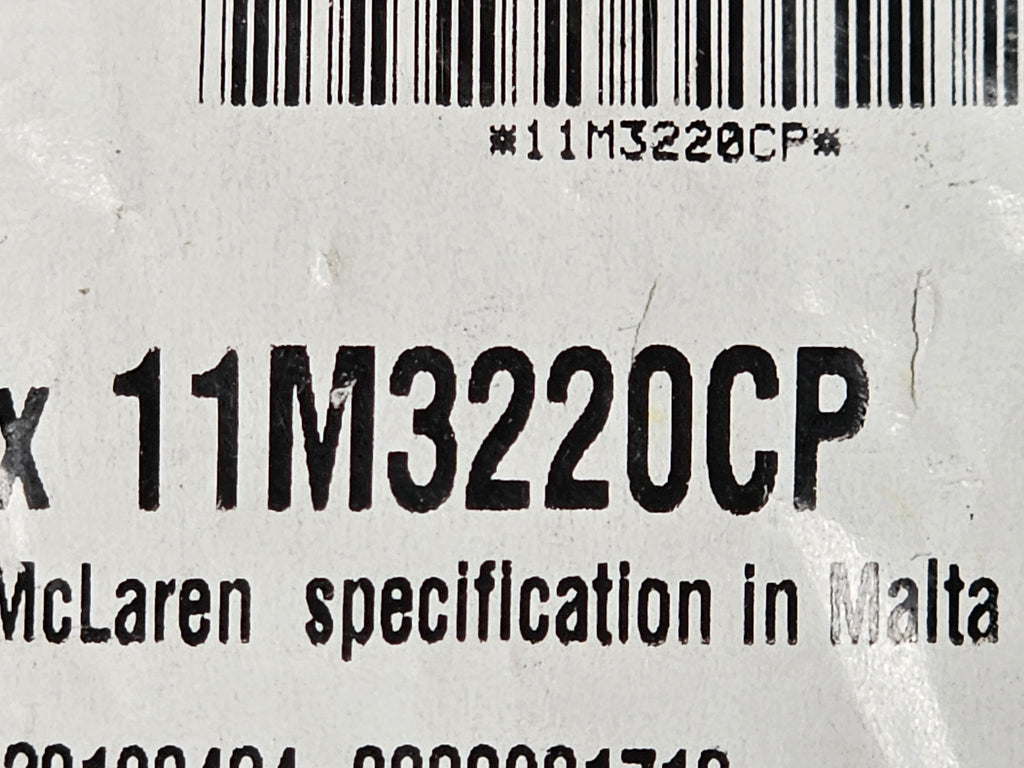 *11M3220CP*
x 11M3220CP
McLaren specification in Malta